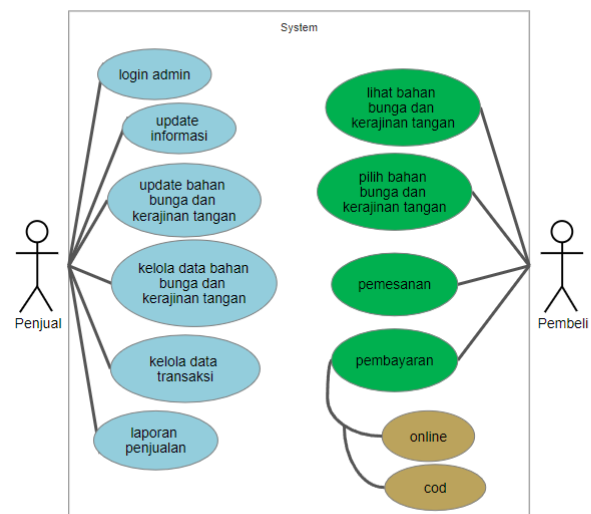 System
login admin
update
informasi
update bahan
bunga dan
kerajinan tangan
kelola data bahan
bunga dan
kerajinan tangan
kelola data
transaksi
laporan
penjualan
Penjual
lihat bahan
bunga dan
kerajinan tangan
pilih bahan
bunga dan
kerajinan tangan
pemesanan
pembayaran
online
cod
Pembeli